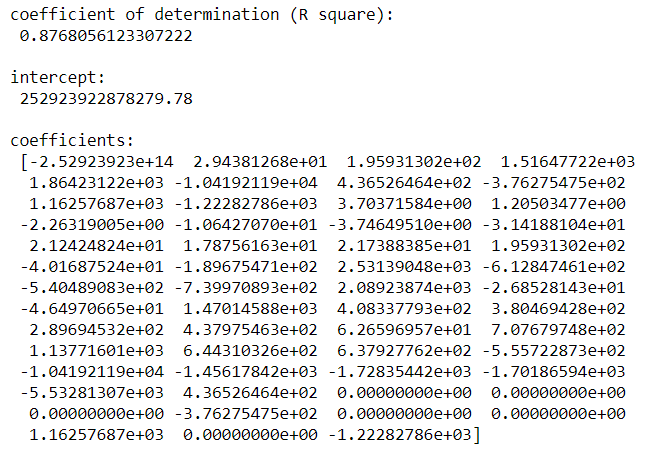 coefficient of determination (R square):
0.8768056123307222
intercept:
252923922878279.78
coefficients:
[-2.52923923e+14 2.94381268e+01 1.95931302e+02 1.51647722e+03
1.86423122e+03 -1.04192119e+04 4.36526464e+02 -3.76275475e+02
1.16257687e+03 -1.22282786e+03 3.70371584e+00 1.20503477e+00
-2.26319005e+00 -1.06427070e+01 -3.74649510e+00 -3.14188104e+01
2.12424824e+01 1.78756163e+01 2.17388385e+01 1.95931302e+02
-4.01687524e+01 -1.89675471e+02 2.53139048e+03 -6.12847461e+02
-5.40489083e+02 -7.39970893e+02 2.08923874e+03 -2.68528143e+01
-4.64970665e+01 1.47014588e+03 4.08337793e+02 3.80469428e+02
2.89694532e+02 4.37975463e+02 6.26596957e+01 7.07679748e+02
1.13771601e+03 6.44310326e+02 6.37927762e+02 -5.55722873e+02
-1.04192119e+04 -1.45617842e+03 -1.72835442e+03 -1.70186594e+03
-5.53281307e+03 4.36526464e+02 0.00000000e+00 0.00000000e+00
0.00000000e+00 -3.76275475e+02 0.00000000e+00 0.00000000e+00
1.16257687e+03 0.00000000e+00 -1.22282786e+03]